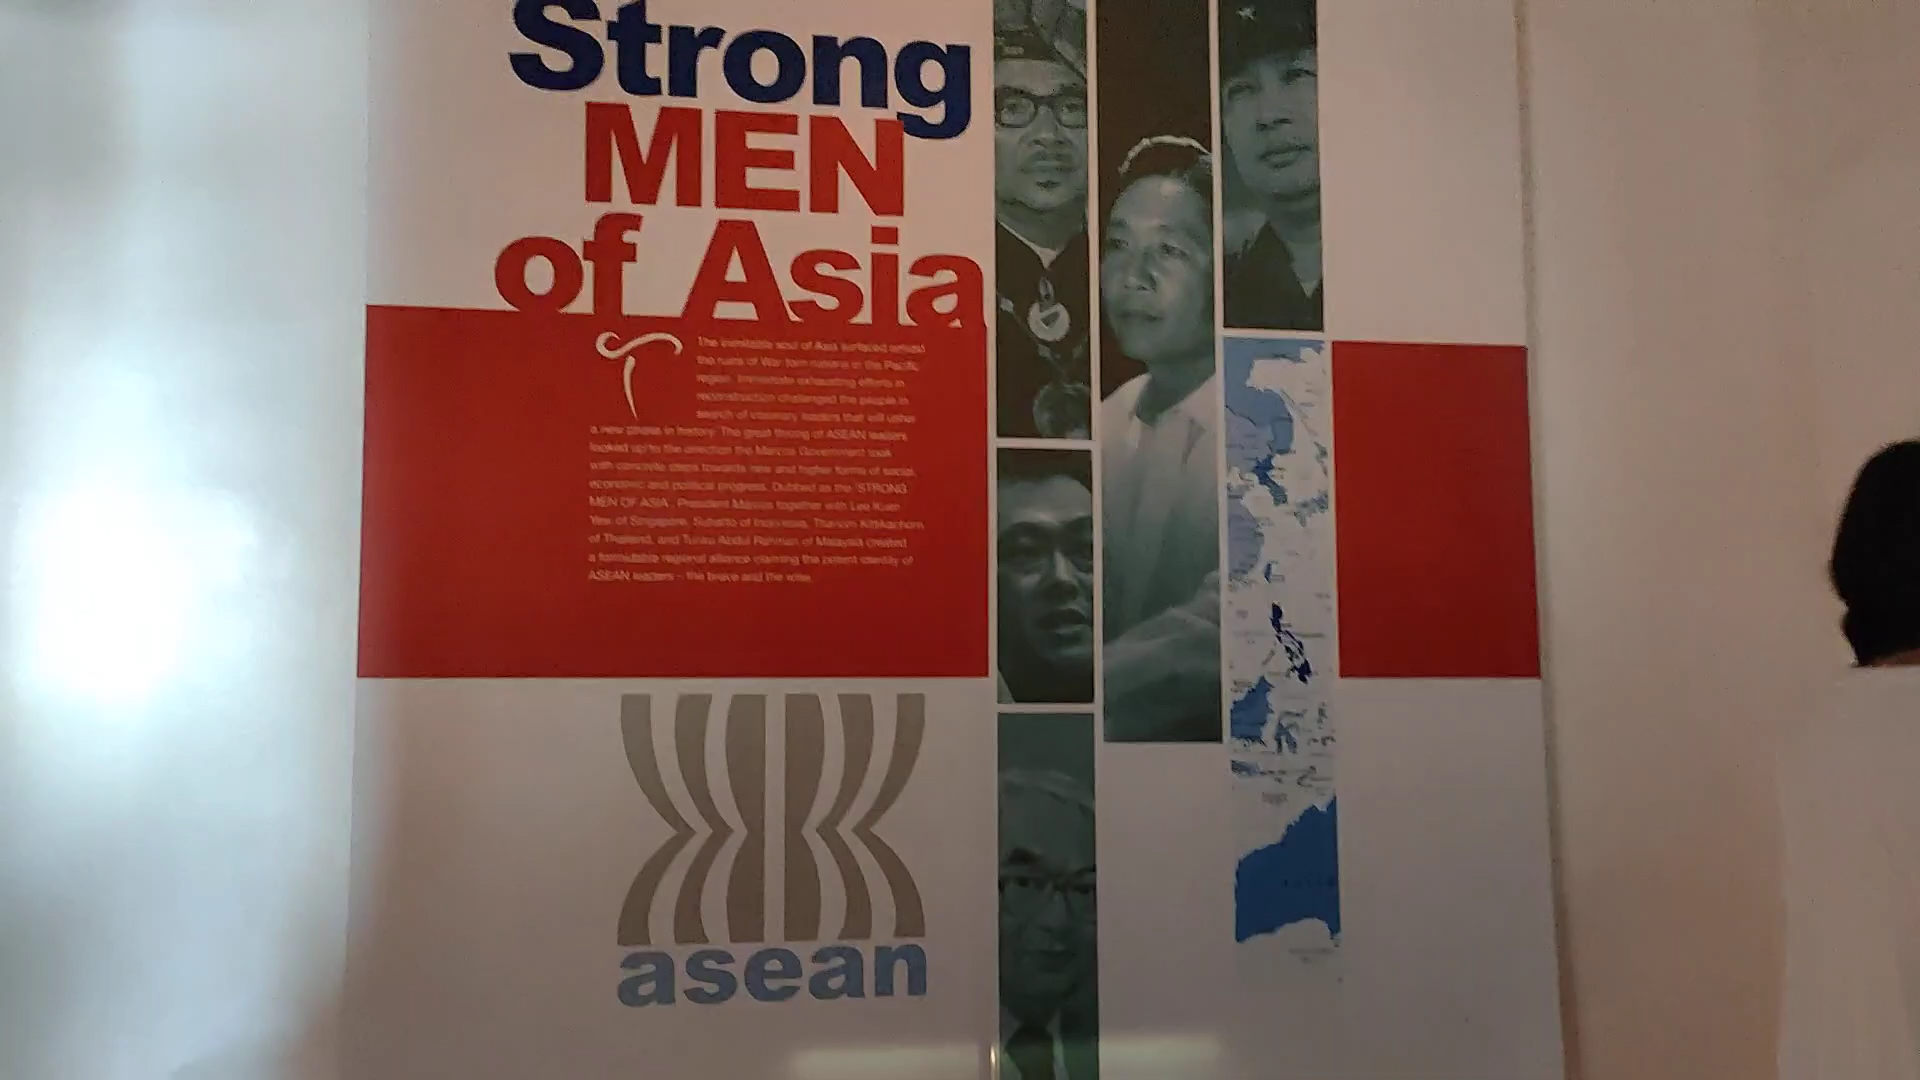 Strong
MEN
of Asia
The inevitable soul of Asia surfaced amidst
the ruins of War torn nations in the Pacific
region. Immediate exhausting efforts in
reconstruction challenged the people in
search of visionary leaders that will usher
a new phase in history. The great throng of ASEAN leaders
looked up to the direction the Marcos Government took
with concrete steps towards new and higher forms of social,
economic and political progress. Dubbed as the 'STRONG
MEN OF ASIA', President Marcos together with Lee Kuan
Yew of Singapore, Suharto of Indonesia, Thanom Kittikachorn
of Thailand, and Tunku Abdul Rahman of Malaysia created
a formidable regional alliance claiming the potent identity of
ASEAN leaders – the brave and the wise.
asean